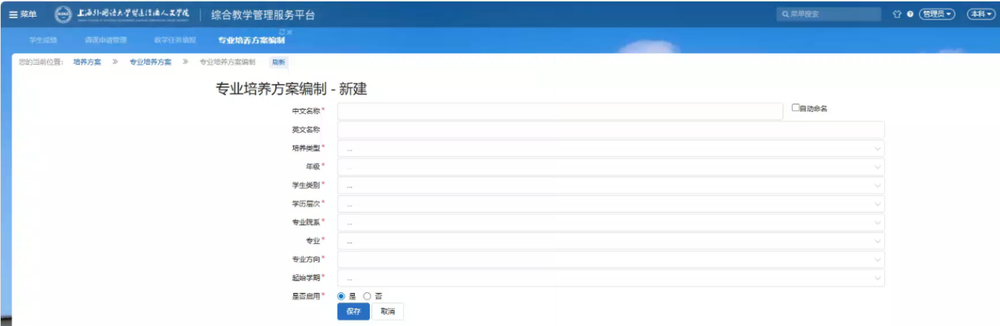 菜单
上海外国语大学贤达经济人文学院
综合教学管理服务平台
菜单搜索
管理员
本科
学生成绩
调课申请管理
教学任务填报
专业培养方案编制
您的当前位置: 培养方案 » 专业培养方案 » 专业培养方案编制 刷新
专业培养方案编制 - 新建
中文名称*
自动命名
英文名称
培养类型* ...
年级* ...
学生类别* ...
学历层次* ...
专业院系* ...
专业* ...
专业方向*
起始学期* ...
是否启用* 是 否
保存 取消